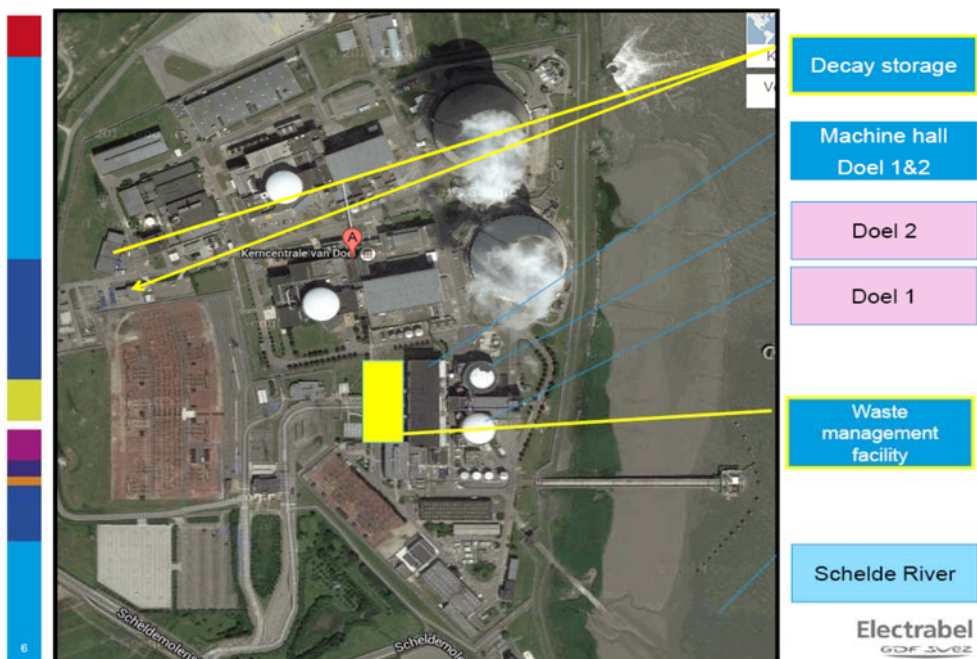 Decay storage
Machine hall
Doel 1&2
Doel 2
Doel 1
Waste
management
facility
Schelde River
Electrabel
GDF SUEZ
A
Kerncentrale van Doel
Scheldemolens
Scheldemolen
6